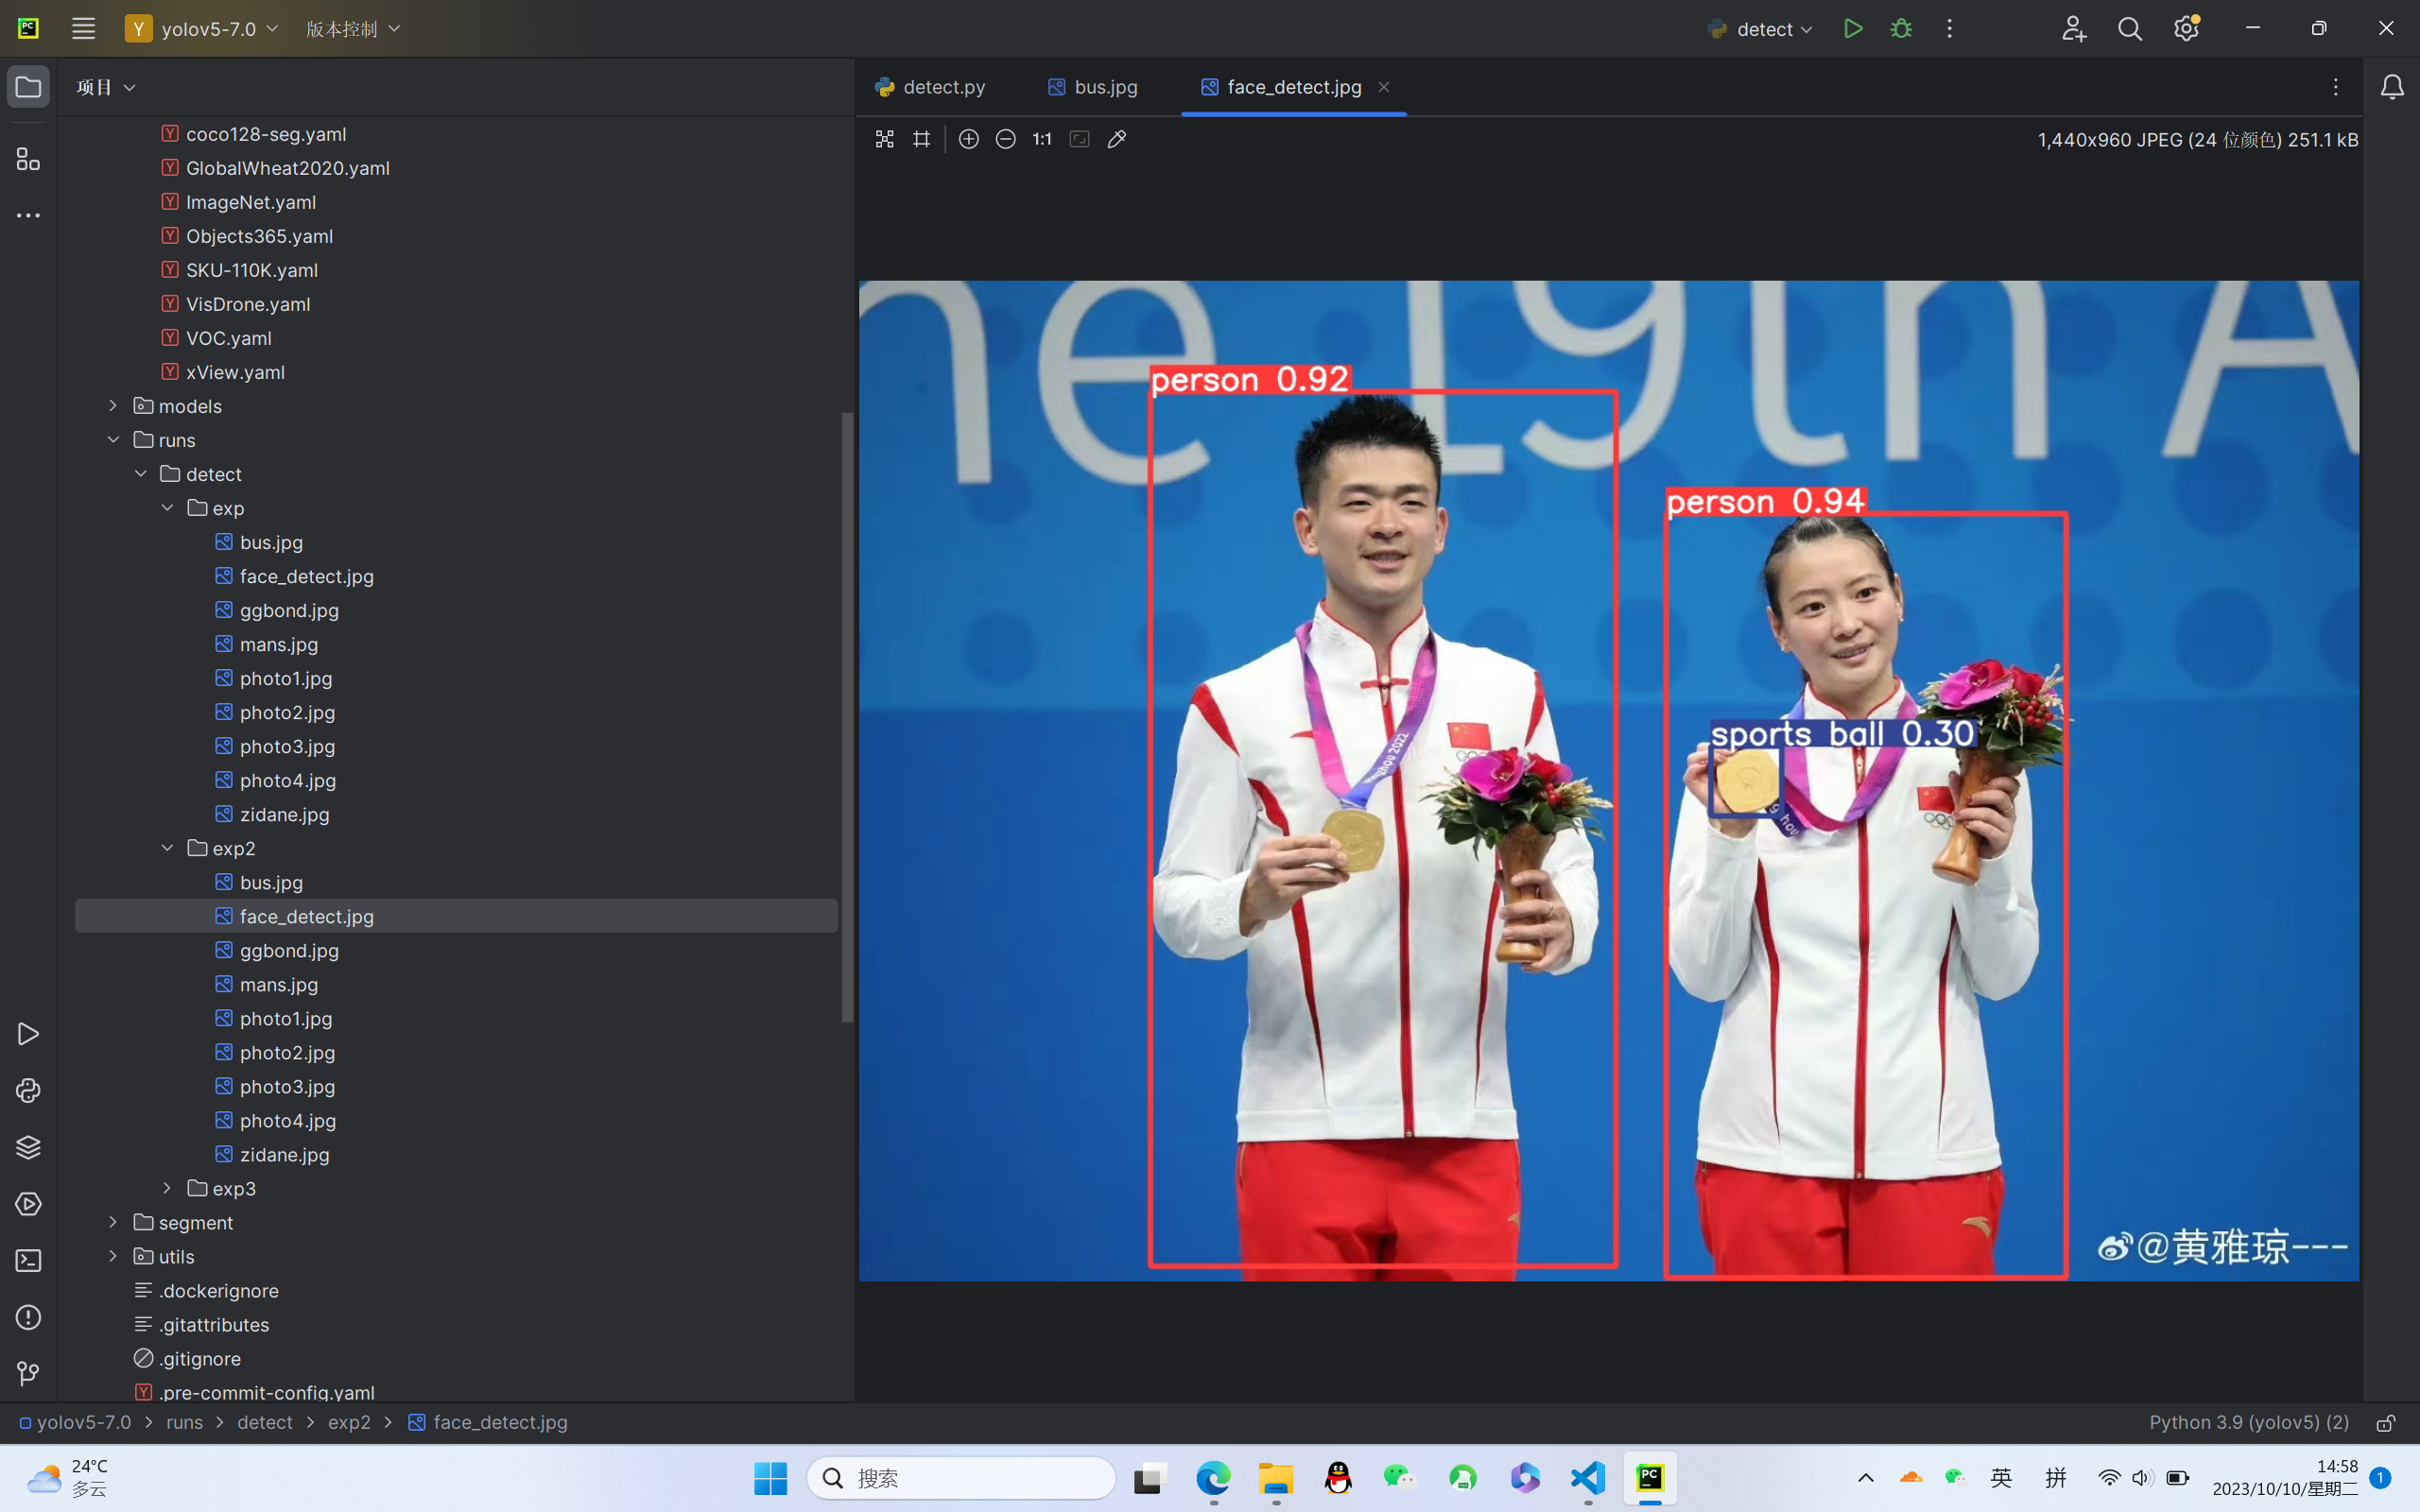 PC
Y yolov5-7.0 版本控制
detect
项目
detect.py bus.jpg face_detect.jpg
1:1
1,440x960 JPEG (24 位颜色) 251.1 kB
coco128-seg.yaml
GlobalWheat2020.yaml
ImageNet.yaml
Objects365.yaml
SKU-110K.yaml
VisDrone.yaml
VOC.yaml
xView.yaml
models
runs
detect
exp
bus.jpg
face_detect.jpg
ggbond.jpg
mans.jpg
photo1.jpg
photo2.jpg
photo3.jpg
photo4.jpg
zidane.jpg
exp2
bus.jpg
face_detect.jpg
ggbond.jpg
mans.jpg
photo1.jpg
photo2.jpg
photo3.jpg
photo4.jpg
zidane.jpg
exp3
segment
utils
.dockerignore
.gitattributes
.gitignore
.pre-commit-config.yaml
ne 19th A
person 0.92
person 0.94
sports ball 0.30
@黄雅琼---
yolov5-7.0 > runs > detect > exp2 > face_detect.jpg
Python 3.9 (yolov5) (2)
24°C
多云
搜索
PC
英 拼
14:58
2023/10/10/星期二
1